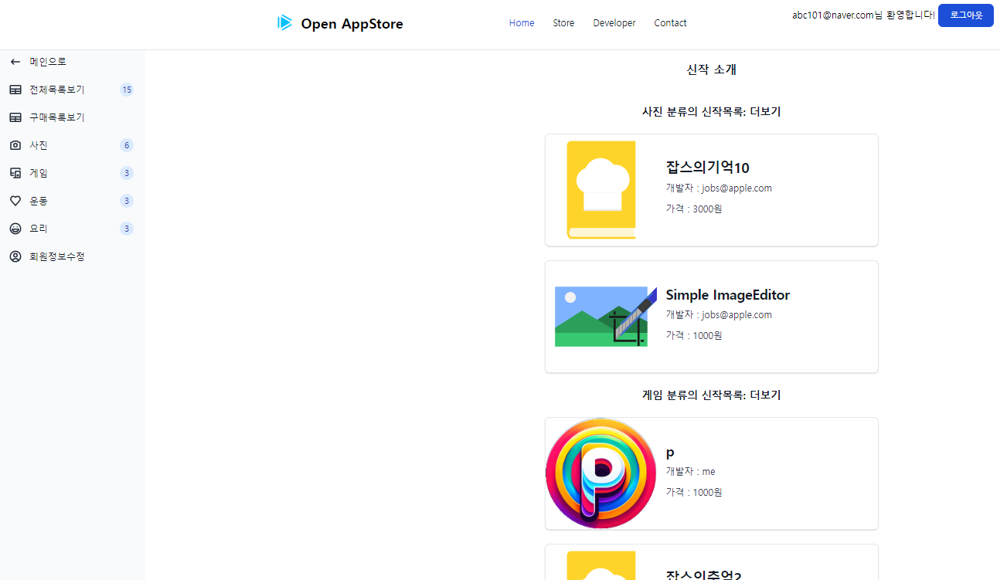 Open AppStore
Home Store Developer Contact
abc101@naver.com님 환영합니다! 로그아웃
메인으로
전체목록보기 15
구매목록보기
사진 6
게임 3
운동 3
요리 3
회원정보수정
신작 소개
사진 분류의 신작목록: 더보기
잡스의기억10
개발자 : jobs@apple.com
가격 : 3000원
Simple ImageEditor
개발자 : jobs@apple.com
가격 : 1000원
게임 분류의 신작목록: 더보기
P
p
개발자 : me
가격 : 1000원
잡스의추억2